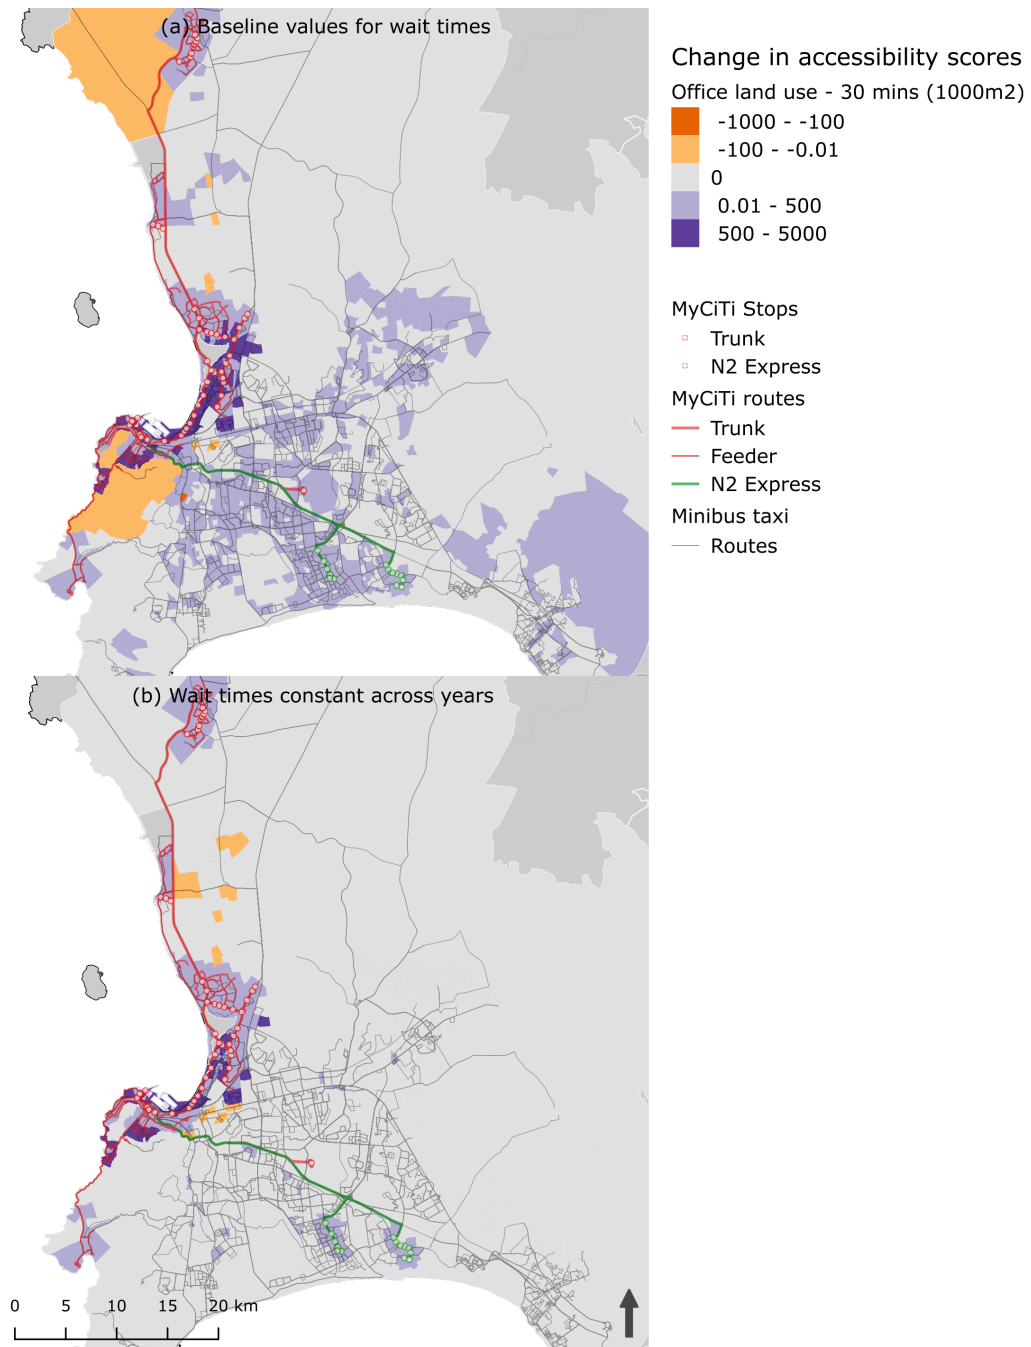 (a) Baseline values for wait times
Change in accessibility scores
Office land use - 30 mins (1000m2)
-1000 - -100
-100 - -0.01
0
0.01 - 500
500 - 5000
MyCiTi Stops
Trunk
N2 Express
MyCiTi routes
Trunk
Feeder
N2 Express
Minibus taxi
Routes
(b) Wait times constant across years
0 5 10 15 20 km